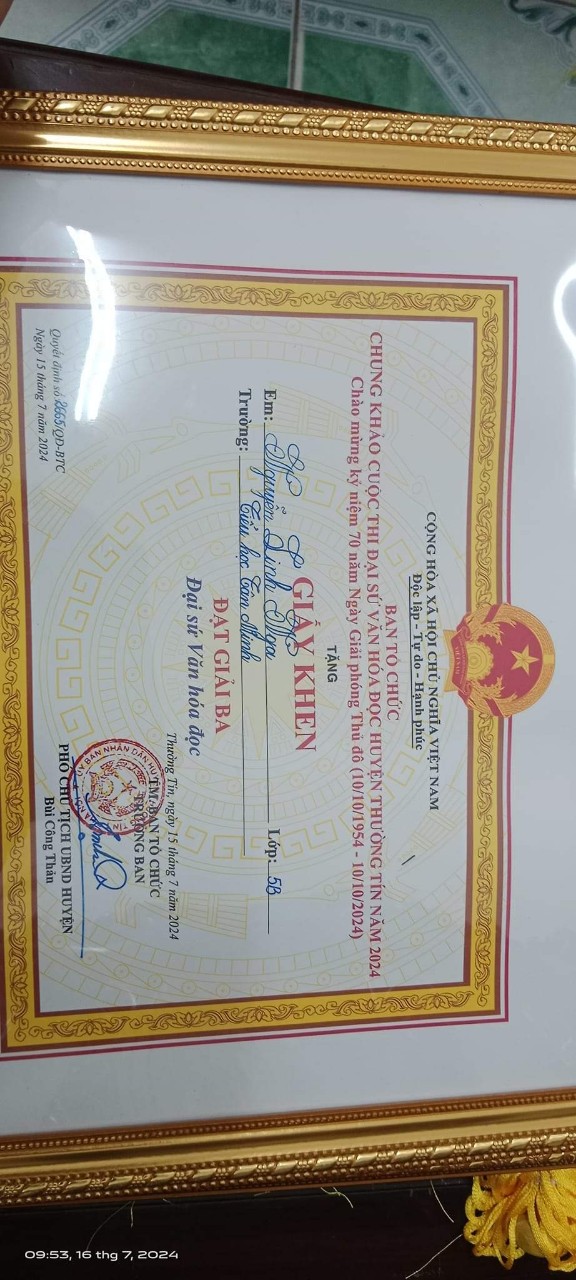 CỘNG HÒA XÃ HỘI CHỦ NGHĨA VIỆT NAM
Độc lập - Tự do - Hạnh phúc
BAN TỔ CHỨC
CHUNG KHẢO CUỘC THI ĐẠI SỨ VĂN HÓA ĐỌC HUYỆN THƯỜNG TÍN NĂM 2024
Chào mừng kỷ niệm 70 năm Ngày Giải phóng Thủ đô (10/10/1954 - 10/10/2024)
TẶNG
GIẤY KHEN
Em: Nguyễn Linh Nga Lớp: 5B
Trường: Tiểu học Tân Minh
ĐẠT GIẢI BA
Đại sứ Văn hóa đọc
Thường Tín, ngày 15 tháng 7 năm 2024
TM. BAN TỔ CHỨC
TRƯỞNG BAN
PHÓ CHỦ TỊCH UBND HUYỆN
Bùi Công Thản
Quyết định số 2665/QĐ-BTC
Ngày 15 tháng 7 năm 2024
ỦY BAN NHÂN DÂN
09:53, 16 thg 7, 2024